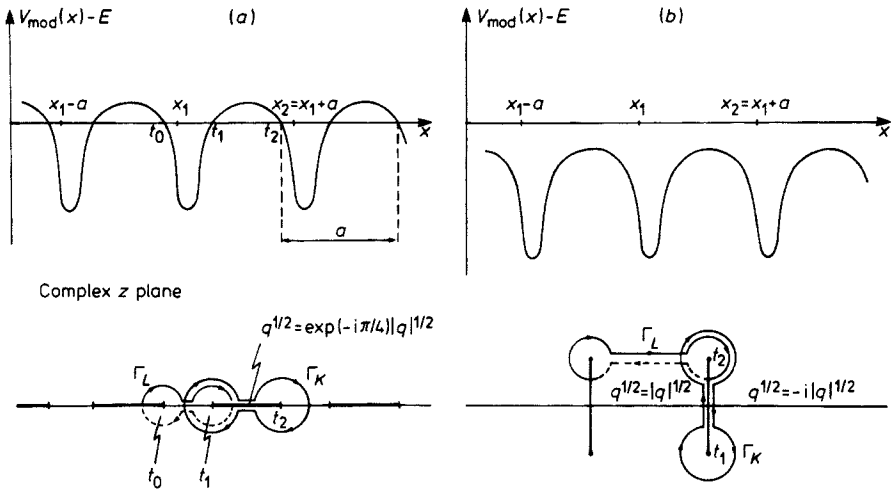 V_mod(x)-E
(a)
x₁-a
x₁
x₂=x₁+a
x
t₀
t₁
t₂
a
Complex z plane
q^{1/2}=exp(-iπ/4)|q|^{1/2}
Γ_L
Γ_K
t₂
t₀
t₁
V_mod(x)-E
(b)
x₁-a
x₁
x₂=x₁+a
x
Γ_L
t₂
q^{1/2}=|q|^{1/2}
q^{1/2}=-i|q|^{1/2}
t₁
Γ_K